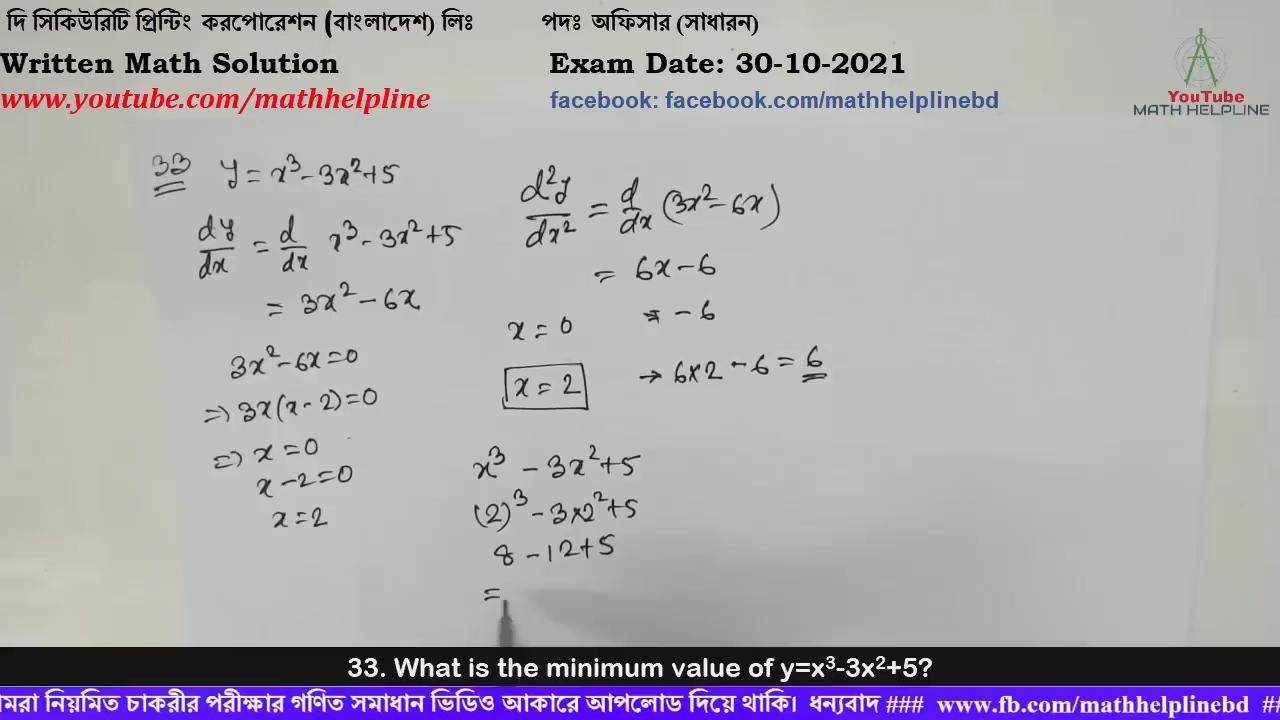 দি সিকিউরিটি প্রিন্টিং করপোরেশন (বাংলাদেশ) লিঃ পদঃ অফিসার (সাধারন)
Written Math Solution Exam Date: 30-10-2021
www.youtube.com/mathhelpline facebook: facebook.com/mathhelplinebd
YouTube
MATH HELPLINE
33 y = x³ - 3x² + 5
dy/dx = d/dx x³ - 3x² + 5
= 3x² - 6x
3x² - 6x = 0
⇒ 3x(x - 2) = 0
⇒ x = 0
x - 2 = 0
x = 2
d²y/dx² = d/dx (3x² - 6x)
= 6x - 6
x = 0 → - 6
x = 2 → 6×2 - 6 = 6
x³ - 3x² + 5
(2)³ - 3×2² + 5
8 - 12 + 5
=
33. What is the minimum value of y=x³-3x²+5?
মরা নিয়মিত চাকরীর পরীক্ষার গণিত সমাধান ভিডিও আকারে আপলোড দিয়ে থাকি। ধন্যবাদ ### www.fb.com/mathhelplinebd ##